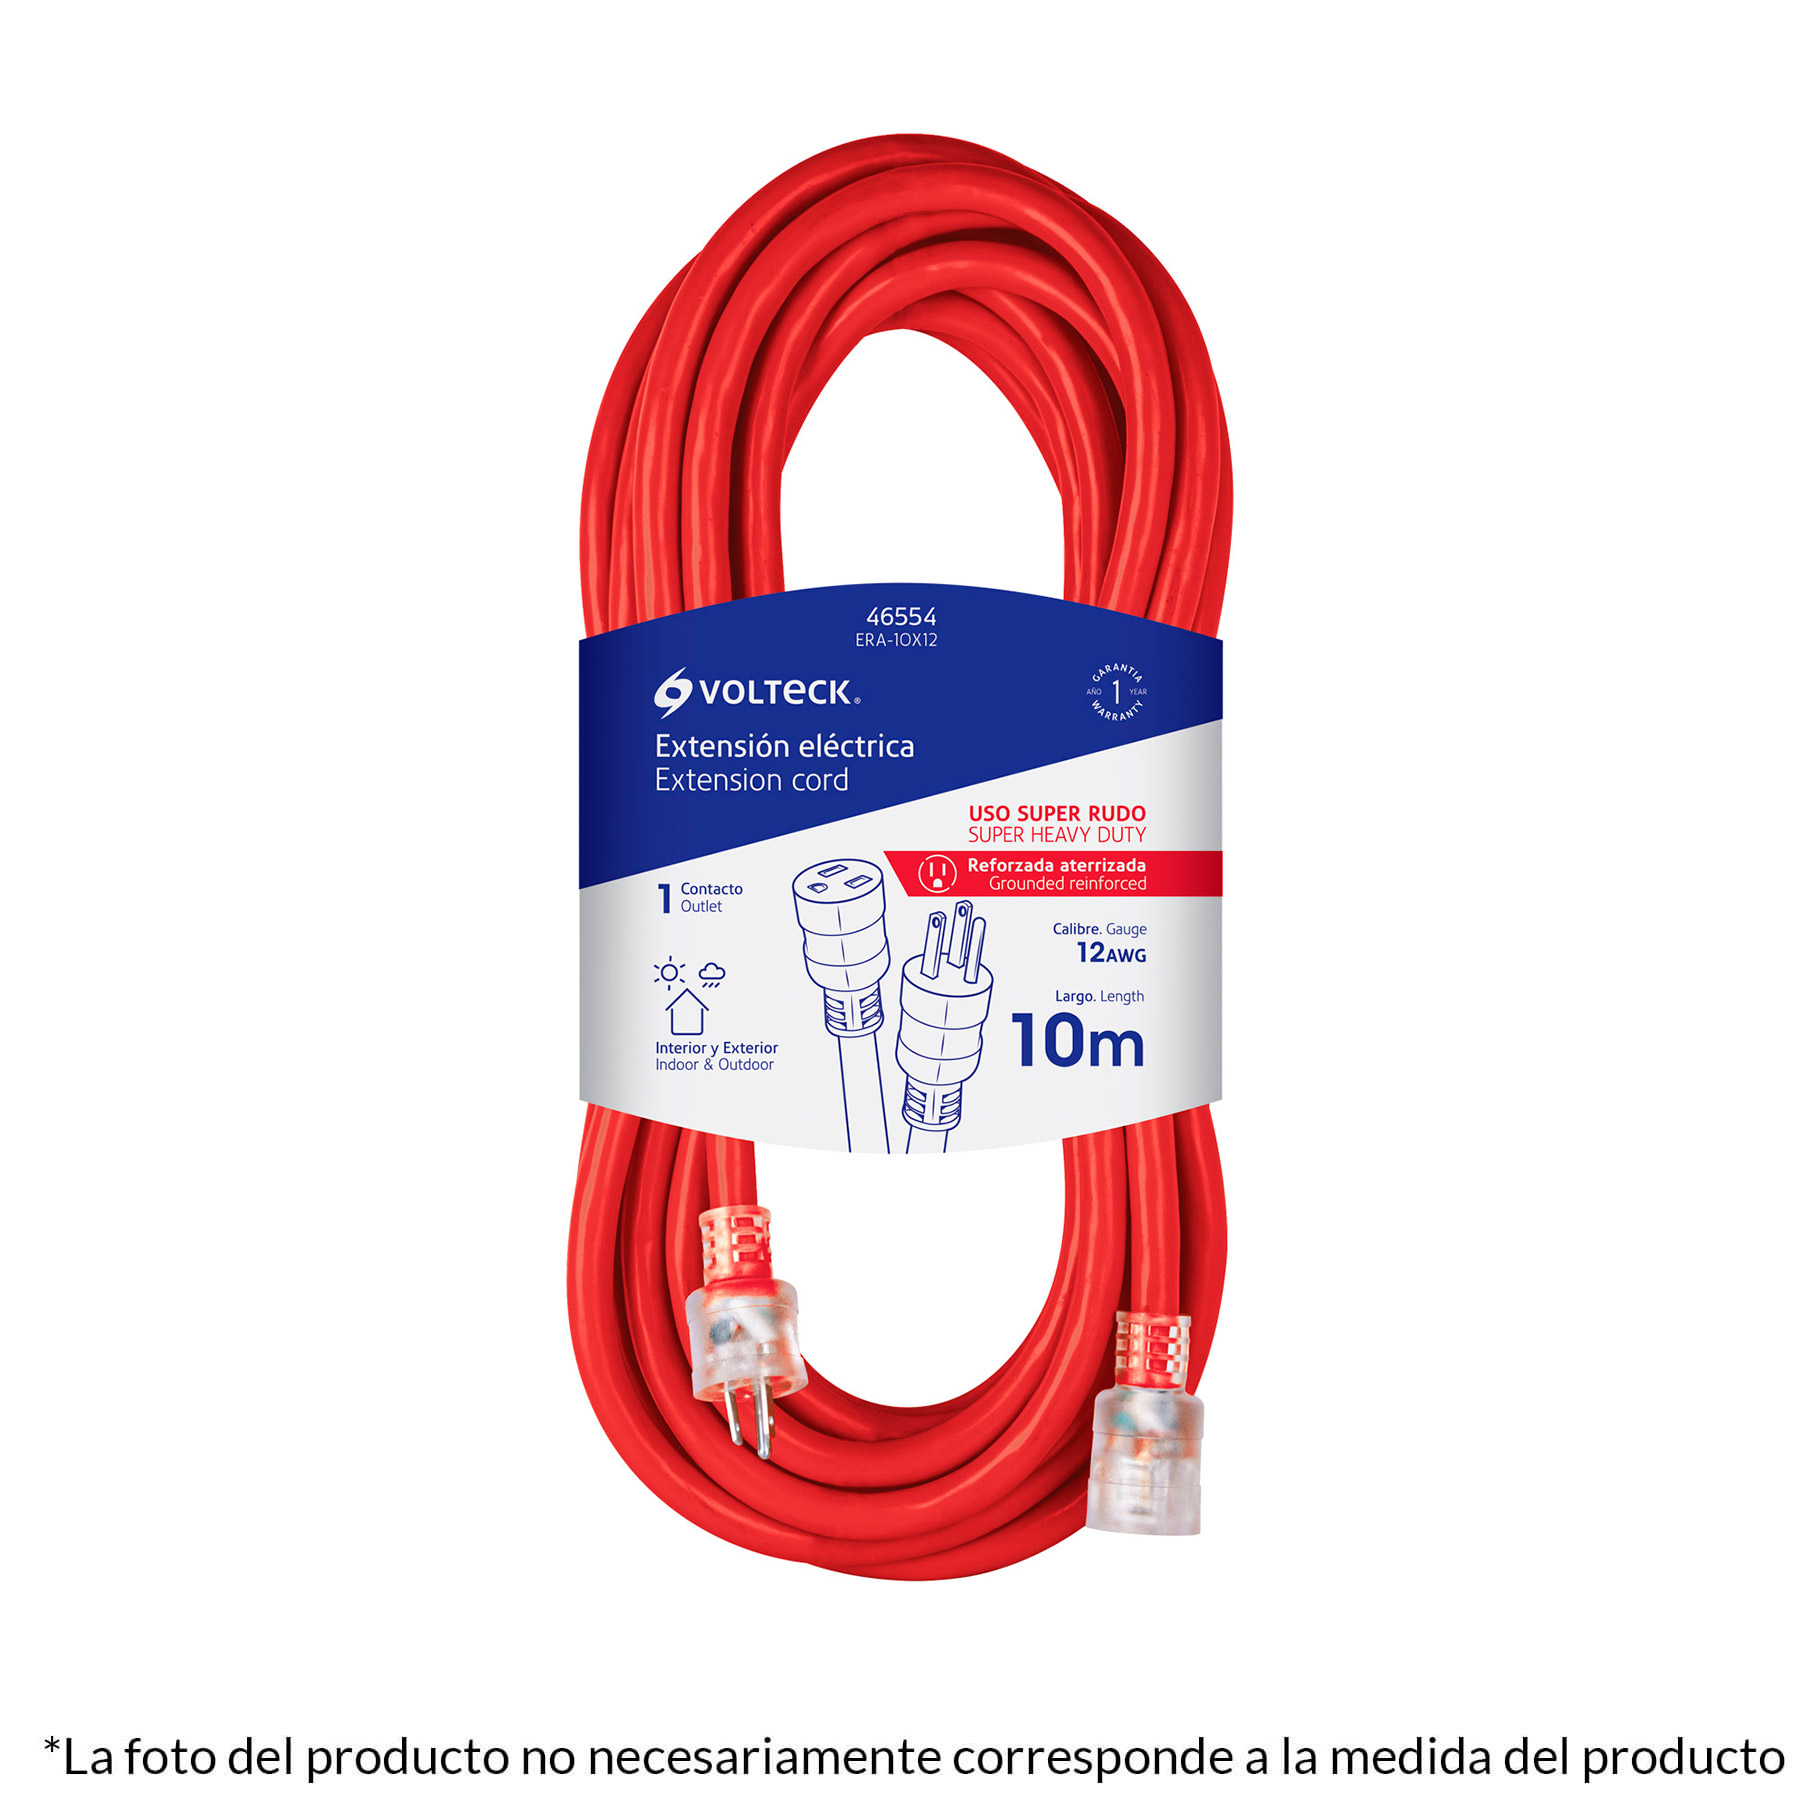 46554
ERA-10X12
VOLTECK®
GARANTIA
AÑO 1 YEAR
WARRANTY
Extensión eléctrica
Extension cord
USO SUPER RUDO
SUPER HEAVY DUTY
Reforzada aterrizada
Grounded reinforced
1 Contacto
Outlet
Calibre. Gauge
12AWG
Largo. Length
10m
Interior y Exterior
Indoor & Outdoor
*La foto del producto no necesariamente corresponde a la medida del producto